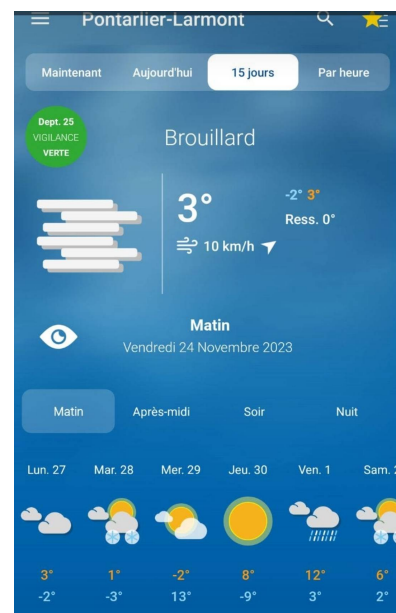 Pontarlier-Larmont
Maintenant Aujourd'hui 15 jours Par heure
Dept. 25
VIGILANCE
VERTE
Brouillard
3°
-2° 3°
Ress. 0°
10 km/h
Matin
Vendredi 24 Novembre 2023
Matin Après-midi Soir Nuit
Lun. 27 Mar. 28 Mer. 29 Jeu. 30 Ven. 1 Sam.
3° 1° -2° 8° 12° 6°
-2° -3° 13° -9° 3° 2°